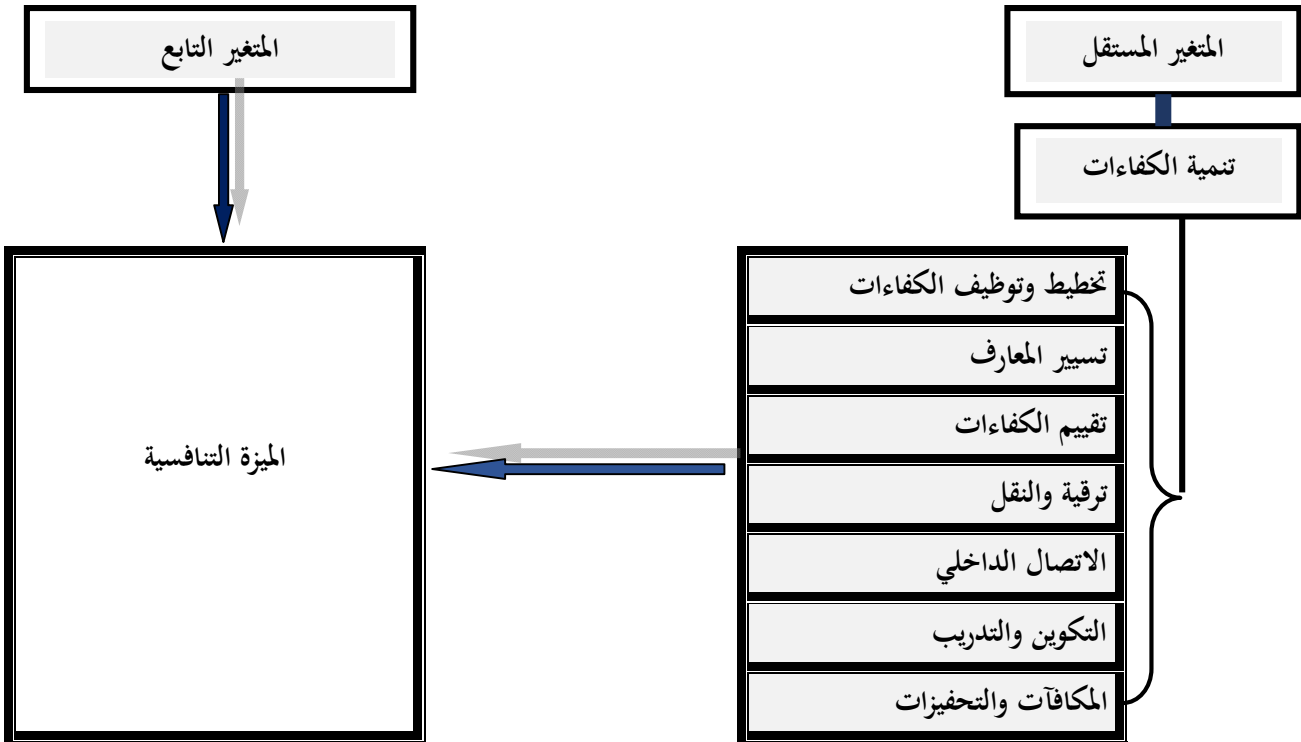 المتغير المستقل
المتغير التابع
تنمية الكفاءات
تخطيط وتوظيف الكفاءات
تسيير المعارف
تقييم الكفاءات
ترقية والنقل
الاتصال الداخلي
التكوين والتدريب
المكافآت والتحفيزات
الميزة التنافسية